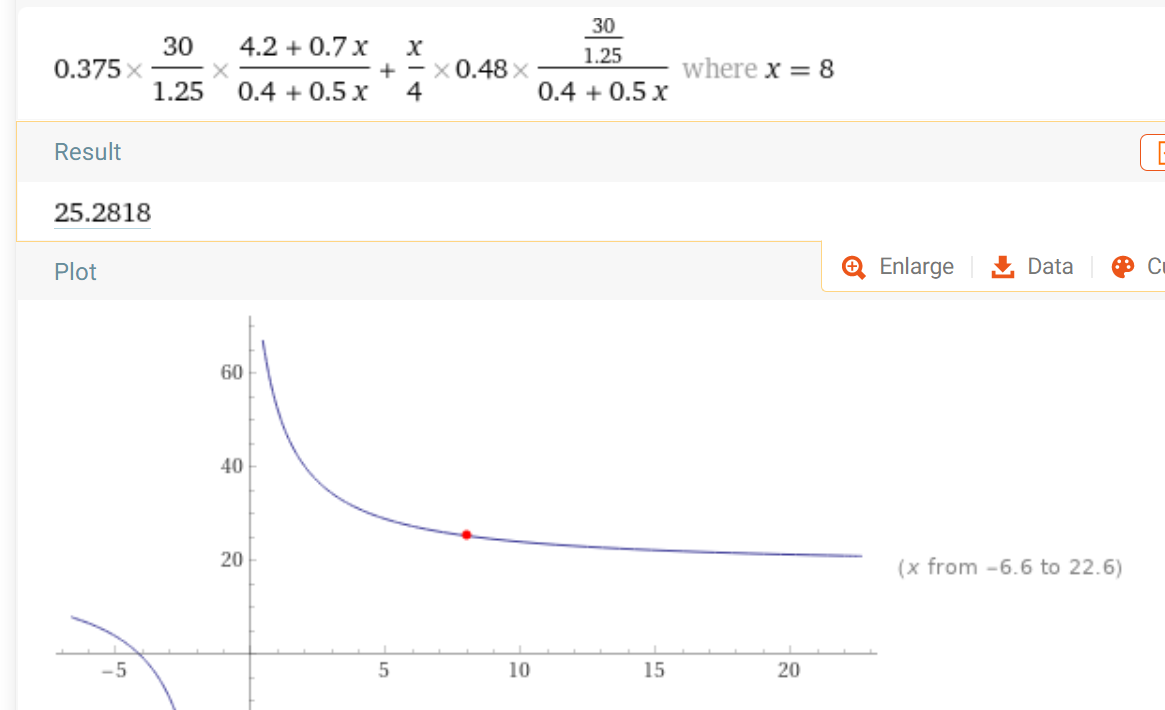 30
30 4.2 + 0.7 x x 1.25
0.375 × × + × 0.48 × where x = 8
1.25 0.4 + 0.5 x 4 0.4 + 0.5 x
Result
25.2818
Plot
Enlarge
Data
60
40
20
(x from −6.6 to 22.6)
−5 5 10 15 20